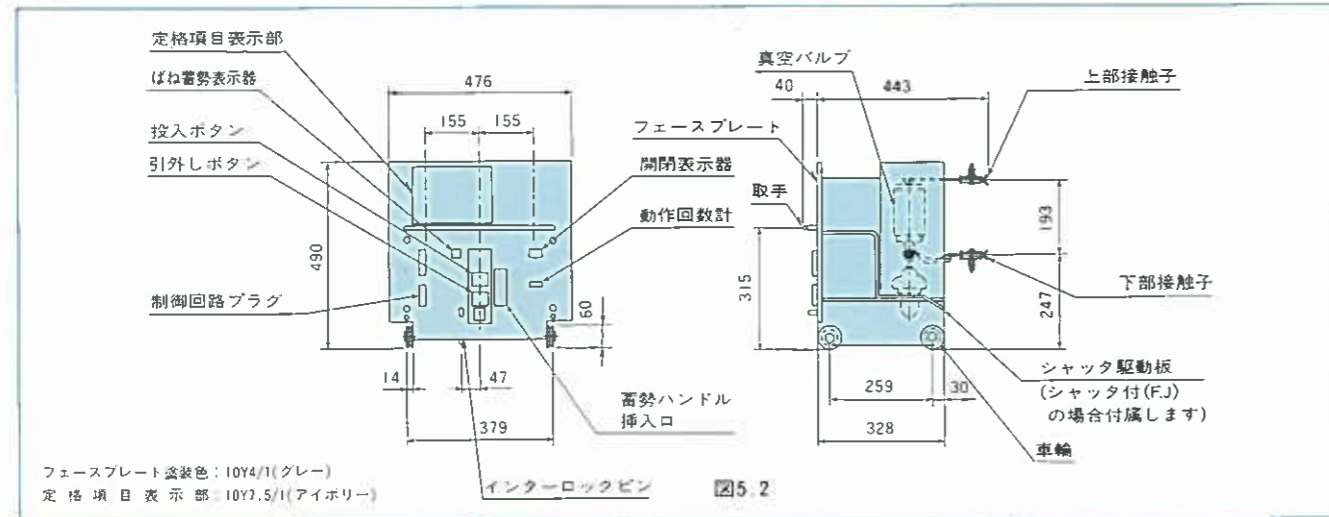 定格項目表示部
ばね蓄勢表示器
投入ボタン
引外しボタン
制御回路プラグ
476
155
155
490
開閉表示器
動作回数計
60
14
47
379
蓄勢ハンドル
挿入口
インターロックピン
フェースプレート塗装色：10Y4/1(グレー)
定格項目表示部：10Y7.5/1(アイボリー)
図5.2
真空バルブ
上部接触子
40
443
フェースプレート
取手
315
193
247
下部接触子
シャッタ駆動板
(シャッタ付(F.J)
の場合付属します)
259
30
328
車輪